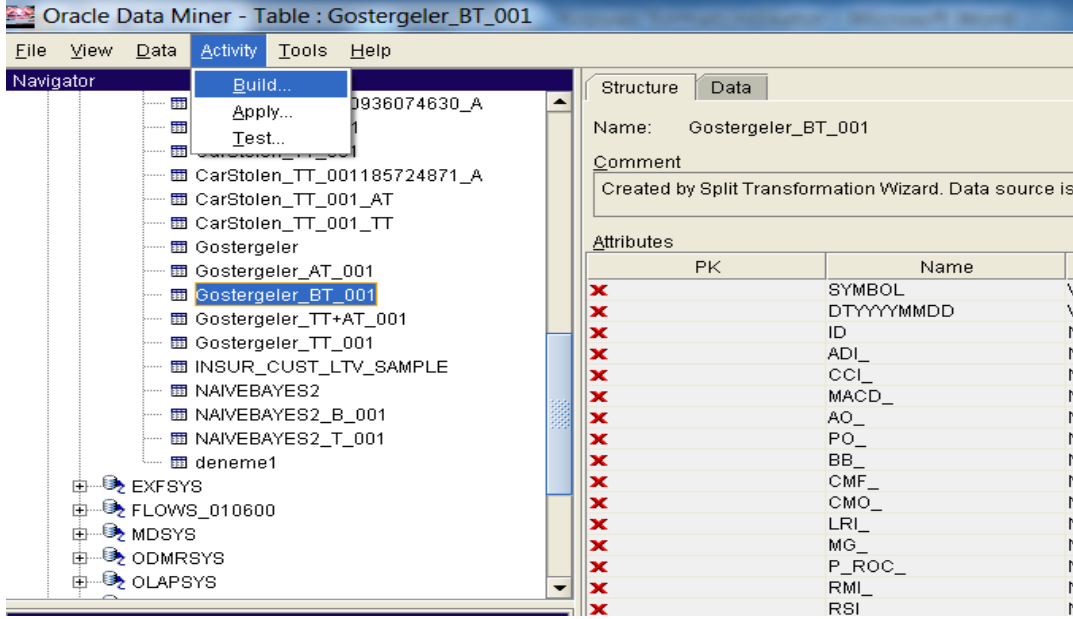 Oracle Data Miner - Table : Gostergeler_BT_001
File View Data Activity Tools Help
Navigator
Build...
Apply...
Test...
0936074630_A
CarStolen_TT_001185724871_A
CarStolen_TT_001_AT
CarStolen_TT_001_TT
Gostergeler
Gostergeler_AT_001
Gostergeler_BT_001
Gostergeler_TT+AT_001
Gostergeler_TT_001
INSUR_CUST_LTV_SAMPLE
NAIVEBAYES2
NAIVEBAYES2_B_001
NAIVEBAYES2_T_001
deneme1
EXFSYS
FLOWS_010600
MDSYS
ODMRSYS
OLAPSYS
Structure Data
Name: Gostergeler_BT_001
Comment
Created by Split Transformation Wizard. Data source is
Attributes
PK Name
SYMBOL
DTYYYYMMDD
ID
ADI_
CCI_
MACD_
AO_
PO_
BB_
CMF_
CMO_
LRI_
MG_
P_ROC_
RMI_
RSI